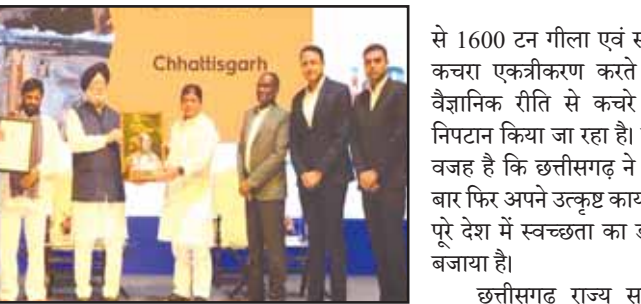 Chhattisgarh
से 1600 टन गीला एवं
कचरा एकत्रीकरण करते
वैज्ञानिक रीति से कचरे
निपटान किया जा रहा है।
वजह है कि छत्तीसगढ़ ने
बार फिर अपने उत्कृष्ट
पूरे देश में स्वच्छता का
बजाया है।
छत्तीसगढ़ राज्य